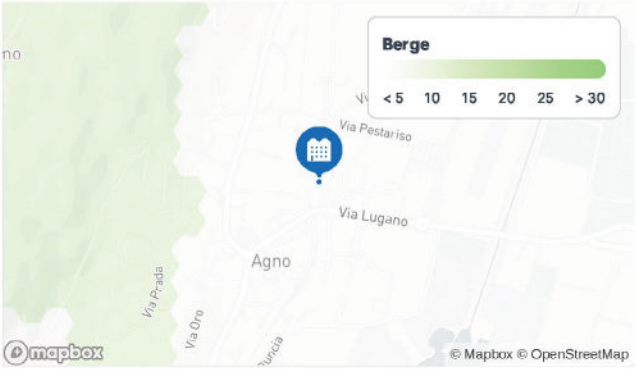 Berge
< 5 10 15 20 25 > 30
no
Via Pestariso
Via Lugano
Agno
Via Prada
Via Oro
Puncia
mapbox
© Mapbox © OpenStreetMap